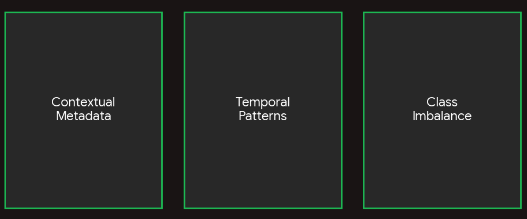 Contextual
Metadata
Temporal
Patterns
Class
Imbalance